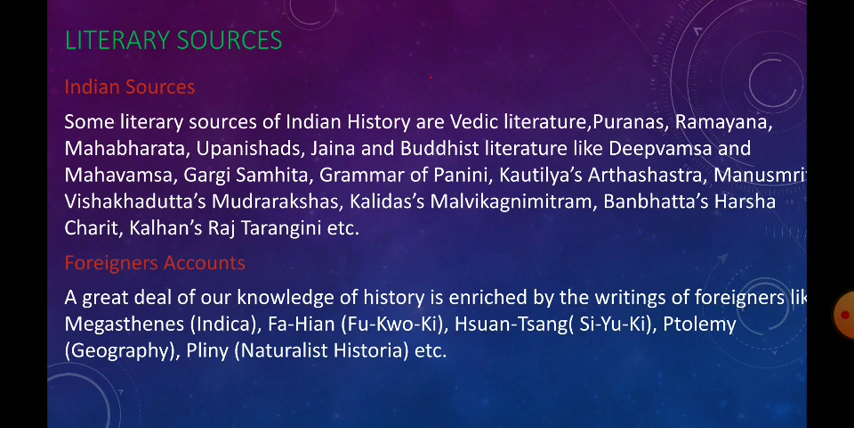 LITERARY SOURCES
Indian Sources
Some literary sources of Indian History are Vedic literature,Puranas, Ramayana,
Mahabharata, Upanishads, Jaina and Buddhist literature like Deepvamsa and
Mahavamsa, Gargi Samhita, Grammar of Panini, Kautilya’s Arthashastra,
Vishakhadutta’s Mudrarakshas, Kalidas’s Malvikagnimitram, Banbhatta’s Harsha
Charit, Kalhan’s Raj Tarangini etc.
Foreigners Accounts
A great deal of our knowledge of history is enriched by the writings of foreigners
Megasthenes (Indica), Fa-Hian (Fu-Kwo-Ki), Hsuan-Tsang( Si-Yu-Ki), Ptolemy
(Geography), Pliny (Naturalist Historia) etc.